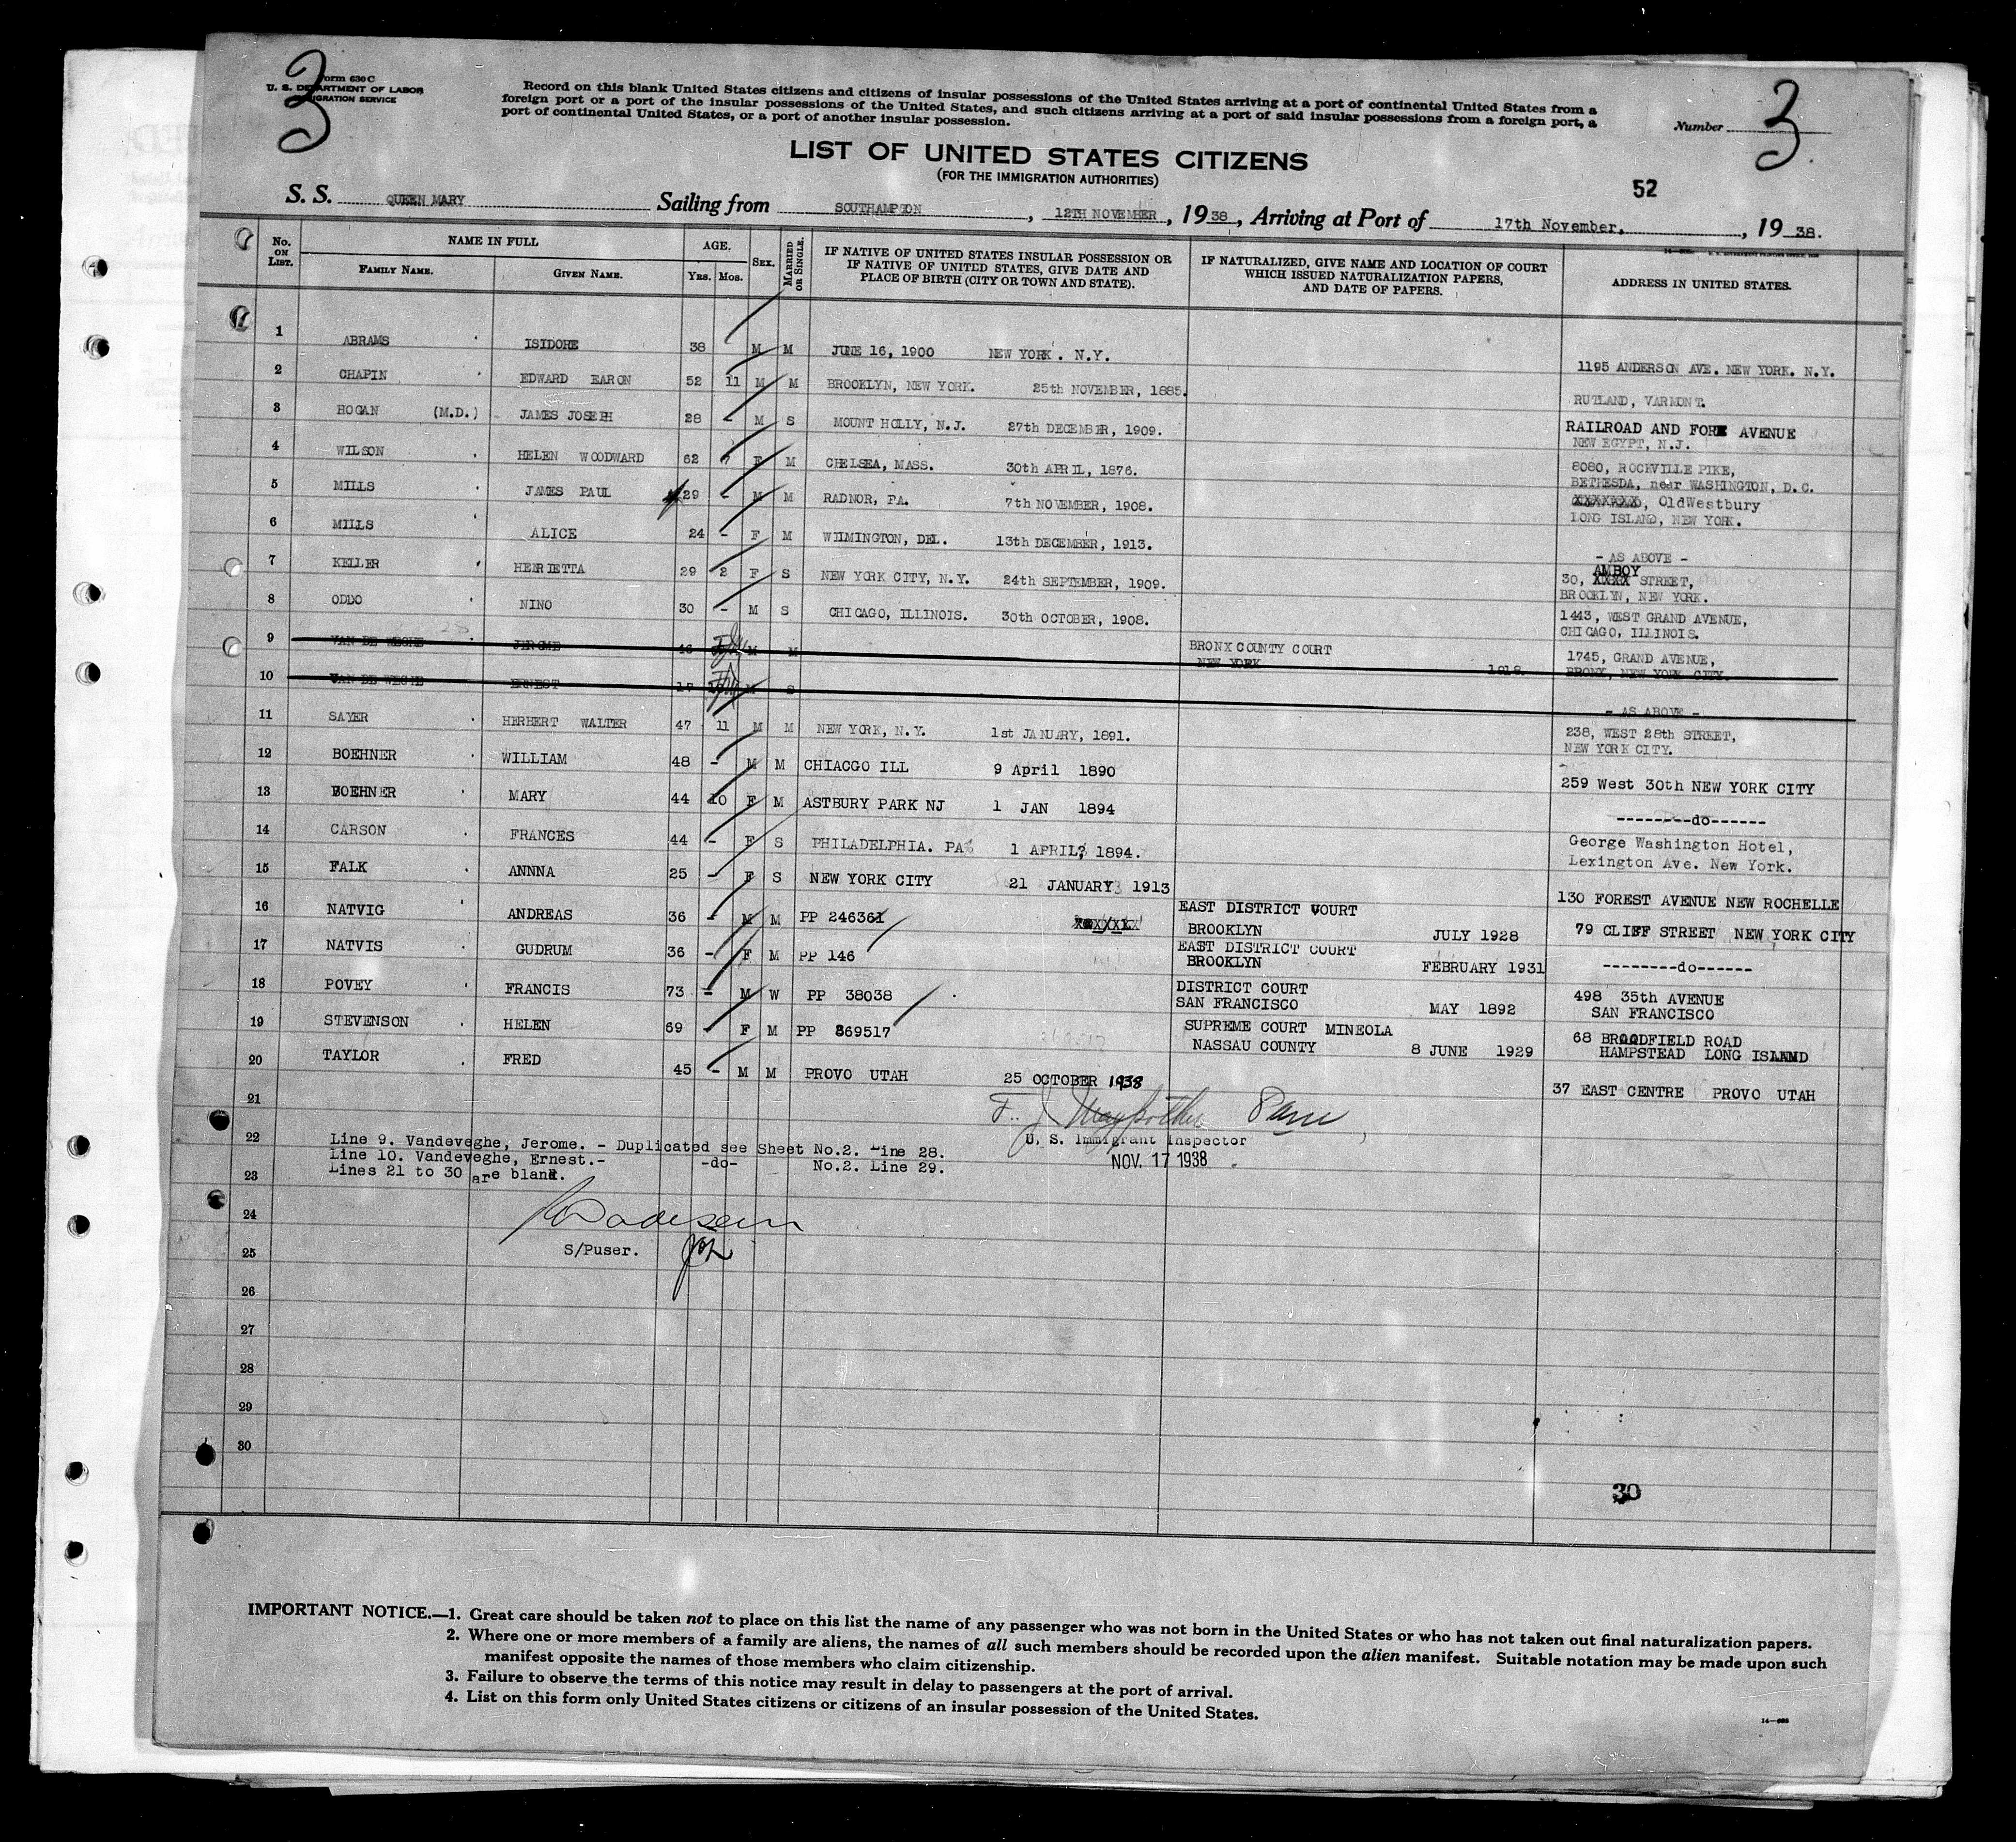 3
Form 630 C
U. S. DEPARTMENT OF LABOR
IMMIGRATION SERVICE
Record on this blank United States citizens and citizens of insular possessions of the United States arriving at a port of continental United States from a
foreign port or a port of the insular possessions of the United States, and such citizens arriving at a port of said insular possessions from a foreign port, a
port of continental United States, or a port of another insular possession.
Number 3
LIST OF UNITED STATES CITIZENS
(FOR THE IMMIGRATION AUTHORITIES)
52
S. S. QUEEN MARY Sailing from SOUTHAMPTON, 12TH NOVEMBER, 1938, Arriving at Port of 17th November, 1938.
No. ON LIST. NAME IN FULL FAMILY NAME. GIVEN NAME. AGE. Yrs. Mos. SEX. MARRIED OR SINGLE. IF NATIVE OF UNITED STATES INSULAR POSSESSION OR IF NATIVE OF UNITED STATES, GIVE DATE AND PLACE OF BIRTH (CITY OR TOWN AND STATE). IF NATURALIZED, GIVE NAME AND LOCATION OF COURT WHICH ISSUED NATURALIZATION PAPERS, AND DATE OF PAPERS. ADDRESS IN UNITED STATES.
1 ABRAMS ISIDORE 38 M M JUNE 16, 1900 NEW YORK. N.Y. 1195 ANDERSON AVE. NEW YORK. N.Y.
2 CHAPIN EDWARD EARON 52 11 M M BROOKLYN, NEW YORK. 25th NOVEMBER, 1885. RUTLAND, VARMONT.
3 HOGAN (M.D.) JAMES JOSEPH 28 - M S MOUNT HOLLY, N.J. 27th DECEMBER, 1909. RAILROAD AND FORK AVENUE
NEW EGYPT, N.J.
4 WILSON HELEN WOODWARD 62 7 F M CHELSEA, MASS. 30th APRIL, 1876. 8080, ROCKVILLE PIKE,
BETHESDA, near WASHINGTON, D.C.
5 MILLS JAMES PAUL 29 - M M RADNOR, PA. 7th NOVEMBER, 1908. XXXXXXX, OldWestbury
LONG ISLAND, NEW YORK.
6 MILLS ALICE 24 - F M WILMINGTON, DEL. 13th DECEMBER, 1913. - AS ABOVE -
7 KELLER HENRIETTA 29 2 F S NEW YORK CITY, N.Y. 24th SEPTEMBER, 1909. AMBOY
30, XXXX STREET,
BROOKLYN, NEW YORK.
8 ODDO NINO 30 - M S CHICAGO, ILLINOIS. 30th OCTOBER, 1908. 1443, WEST GRAND AVENUE,
CHICAGO, ILLINOIS.
9 VAN DE WEGHE JEROME 46 M M BRONX COUNTY COURT
NEW YORK 1918. 1745, GRAND AVENUE,
BRONX, NEW YORK CITY.
10 VAN DE WEGHE ERNEST 17 M S - AS ABOVE -
11 SAYER HERBERT WALTER 47 11 M M NEW YORK, N.Y. 1st JANUARY, 1891. 238, WEST 28th STREET,
NEW YORK CITY.
12 BOEHNER WILLIAM 48 - M M CHIACGO ILL 9 April 1890 259 West 30th NEW YORK CITY
13 BOEHNER MARY 44 10 F M ASTBURY PARK NJ 1 JAN 1894 --------do------
14 CARSON FRANCES 44 - F S PHILADELPHIA. PA 1 APRIL, 1894. George Washington Hotel,
Lexington Ave. New York.
15 FALK ANNNA 25 - F S NEW YORK CITY 21 JANUARY 1913 130 FOREST AVENUE NEW ROCHELLE
16 NATVIG ANDREAS 36 - M M PP 246361 EAST DISTRICT VOURT
BROOKLYN JULY 1928 79 CLIFF STREET NEW YORK CITY
17 NATVIS GUDRUM 36 - F M PP 146 EAST DISTRICT COURT
BROOKLYN FEBRUARY 1931 --------do------
18 POVEY FRANCIS 73 - M W PP 38038 DISTRICT COURT
SAN FRANCISCO MAY 1892 498 35th AVENUE
SAN FRANCISCO
19 STEVENSON HELEN 69 - F M PP 369517 SUPREME COURT MINEOLA
NASSAU COUNTY 8 JUNE 1929 68 BROADFIELD ROAD
HAMPSTEAD LONG ISLAND
20 TAYLOR FRED 45 - M M PROVO UTAH 25 OCTOBER 1938 37 EAST CENTRE PROVO UTAH
21
22 Line 9. Vandeveghe, Jerome. - Duplicated see Sheet No.2. Line 28. U. S. Immigrant Inspector
Line 10. Vandeveghe, Ernest.- -do- No.2. Line 29. NOV. 17 1938
23 Lines 21 to 30 are blank.
24
25 S/Puser.
26
27
28
29
30
30
IMPORTANT NOTICE.—1. Great care should be taken not to place on this list the name of any passenger who was not born in the United States or who has not taken out final naturalization papers.
2. Where one or more members of a family are aliens, the names of all such members should be recorded upon the alien manifest. Suitable notation may be made upon such
manifest opposite the names of those members who claim citizenship.
3. Failure to observe the terms of this notice may result in delay to passengers at the port of arrival.
4. List on this form only United States citizens or citizens of an insular possession of the United States.